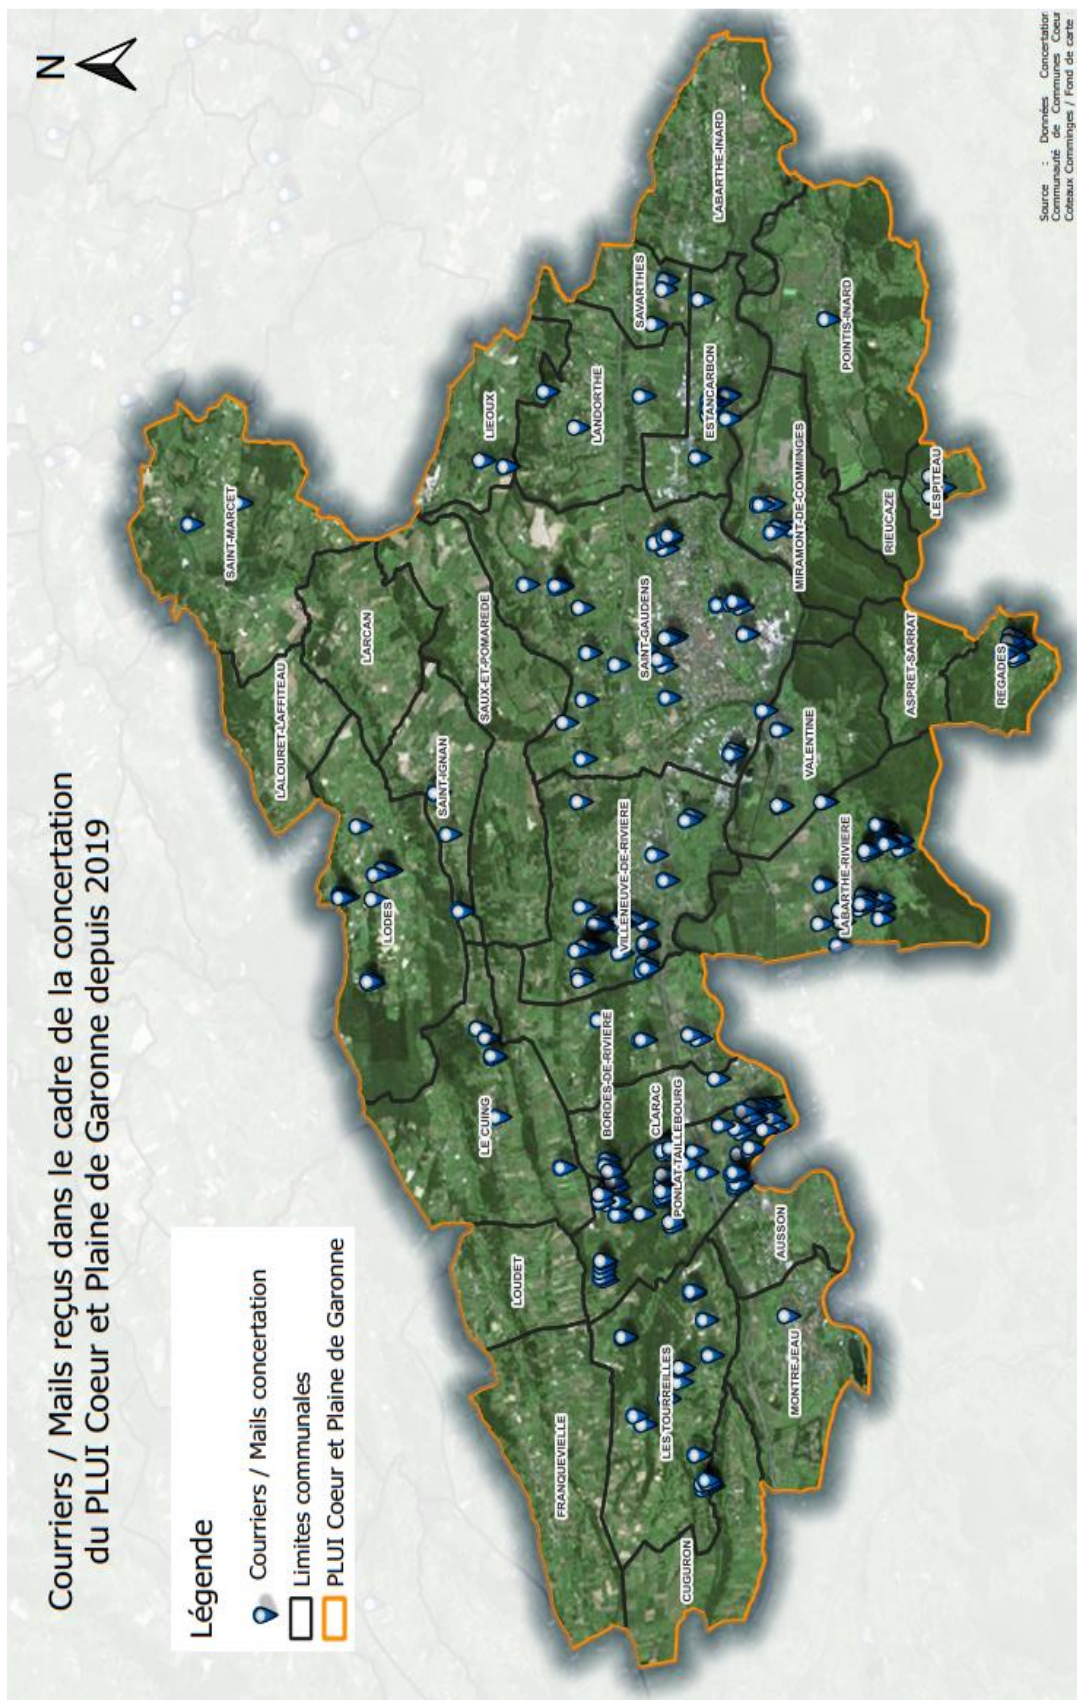 Courriers / Mails reçus dans le cadre de la concertation
du PLUI Coeur et Plaine de Garonne depuis 2019
N
Légende
Courriers / Mails concertation
Limites communales
PLUI Coeur et Plaine de Garonne
SAINT-MARCET
LALOURET-LAFFITEAU
LARCAN
LODES
SAINT-IGNAN
SAUX-ET-POMAREDE
LIEOUX
LE CUING
LOUDET
FRANQUEVIELLE
LANDORTHE
SAVARTHES
BORDES-DE-RIVIERE
VILLENEUVE-DE-RIVIERE
SAINT-GAUDENS
CLARAC
LES TOURREILLES
PONLAT-TAILLEBOURG
CUGURON
ESTANCARBON
LABARTHE-INARD
AUSSON
MONTREJEAU
VALENTINE
MIRAMONT-DE-COMMINGES
LABARTHE-RIVIERE
POINTIS-INARD
RIEUCAZE
ASPRET-SARRAT
LESPITEAU
REGADES
Source : Données Concertation
Communauté de Communes Coeur
Coteaux Comminges / Fond de carte